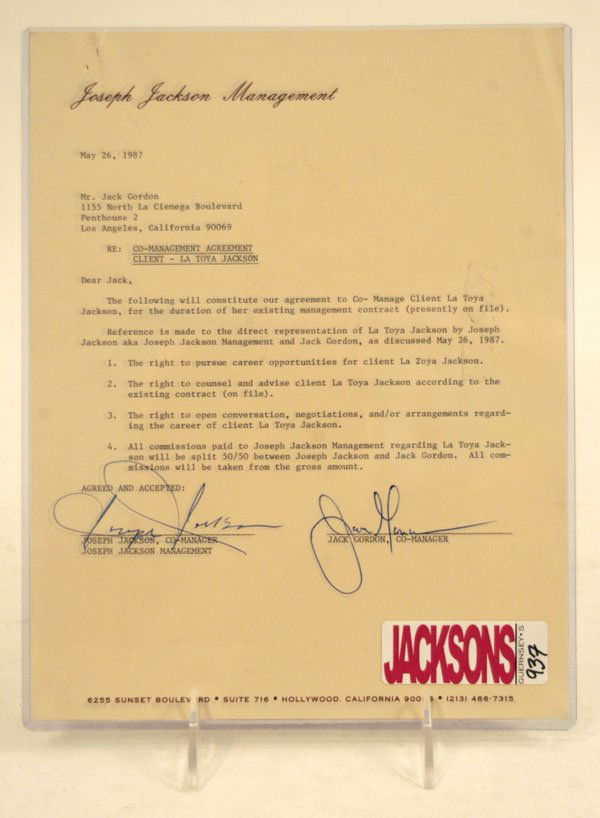 Joseph Jackson Management
May 26, 1987
Mr. Jack Gordon
1155 North La Cienega Boulevard
Penthouse 2
Los Angeles, California 90069
RE: CO-MANAGEMENT AGREEMENT
CLIENT - LA TOYA JACKSON
Dear Jack,
The following will constitute our agreement to Co- Manage Client La Toya
Jackson, for the duration of her existing management contract (presently on file).
Reference is made to the direct representation of La Toya Jackson by Joseph
Jackson aka Joseph Jackson Management and Jack Gordon, as discussed May 26, 1987.
1. The right to pursue career opportunities for client La Toya Jackson.
2. The right to counsel and advise client La Toya Jackson according to the
existing contract (on file).
3. The right to open conversation, negotiations, and/or arrangements regard-
ing the career of client La Toya Jackson.
4. All commissions paid to Joseph Jackson Management regarding La Toya Jack-
son will be split 50/50 between Joseph Jackson and Jack Gordon. All com-
missions will be taken from the gross amount.
AGREED AND ACCEPTED:
Joseph Jackson
JOSEPH JACKSON, CO-MANAGER
JOSEPH JACKSON MANAGEMENT
JACK GORDON, CO-MANAGER
JACKSONS
GUERNSEY'S
939
6255 SUNSET BOULEVARD • SUITE 716 • HOLLYWOOD, CALIFORNIA • (213) 466-7315